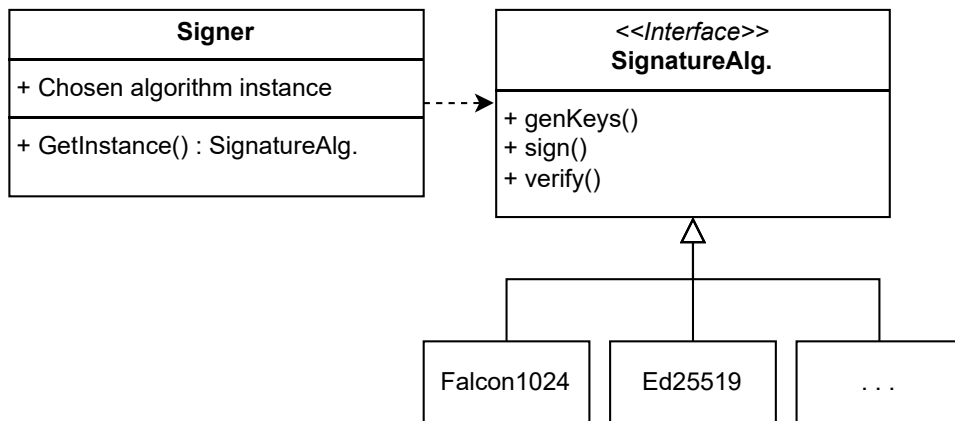 Signer
+ Chosen algorithm instance
+ GetInstance() : SignatureAlg.
<<Interface>>
SignatureAlg.
+ genKeys()
+ sign()
+ verify()
Falcon1024
Ed25519
. . .